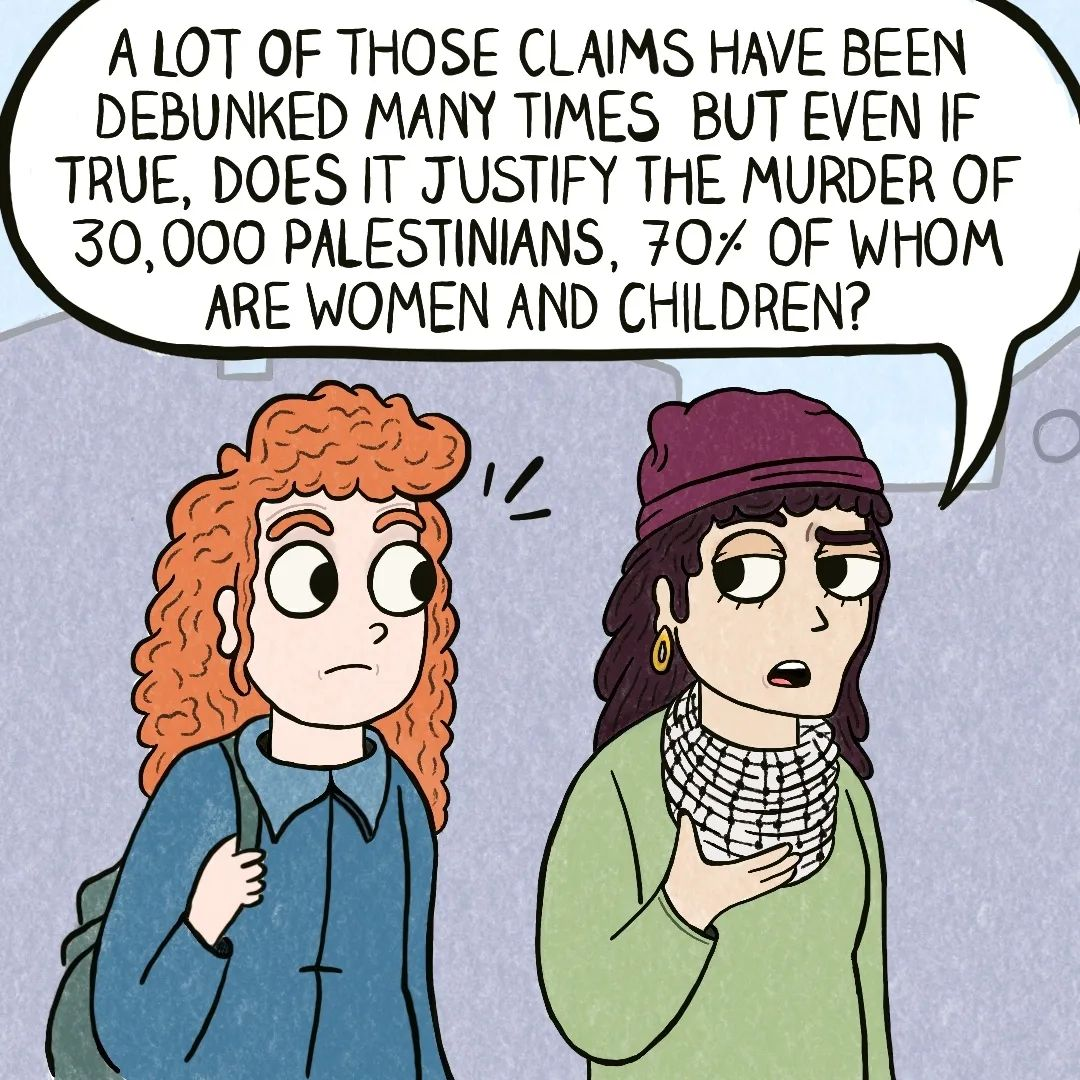 A LOT OF THOSE CLAIMS HAVE BEEN
DEBUNKED MANY TIMES BUT EVEN IF
TRUE, DOES IT JUSTIFY THE MURDER OF
30,000 PALESTINIANS, 70% OF WHOM
ARE WOMEN AND CHILDREN?